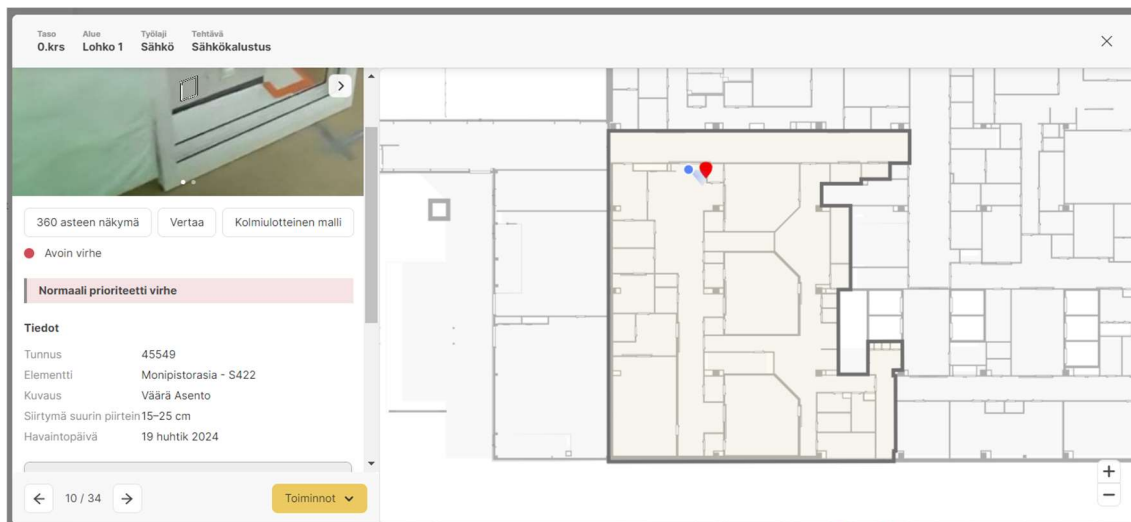 Taso Alue Työlaji Tehtävä
0.krs Lohko 1 Sähkö Sähkökalustus
360 asteen näkymä Vertaa Kolmiulotteinen malli
Avoin virhe
Normaali prioriteetti virhe
Tiedot
Tunnus 45549
Elementti Monipistorasia - S422
Kuvaus Väärä Asento
Siirtymä suurin piirtein 15–25 cm
Havaintopäivä 19 huhtik 2024
10 / 34 Toiminnot